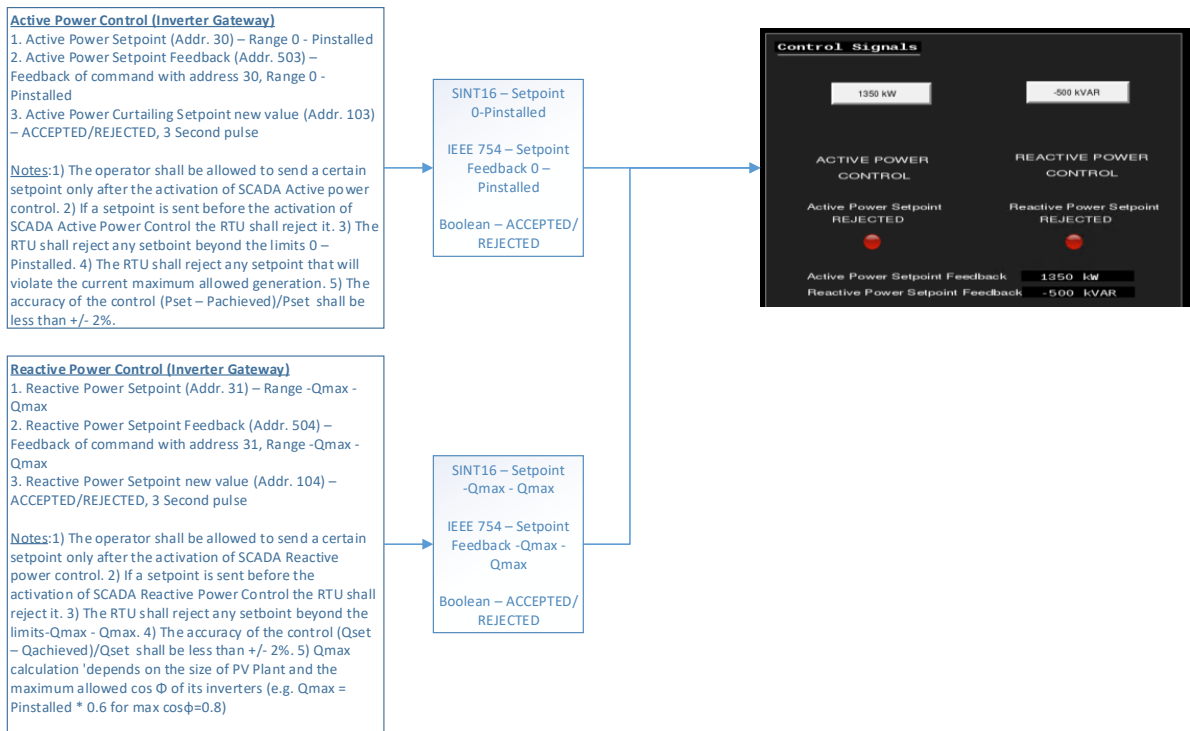 Active Power Control (Inverter Gateway)
1. Active Power Setpoint (Addr. 30) – Range 0 - Pinstalled
2. Active Power Setpoint Feedback (Addr. 503) –
Feedback of command with address 30, Range 0 -
Pinstalled
3. Active Power Curtailing Setpoint new value (Addr. 103)
– ACCEPTED/REJECTED, 3 Second pulse
Notes:1) The operator shall be allowed to send a certain
setpoint only after the activation of SCADA Active power
control. 2) If a setpoint is sent before the activation of
SCADA Active Power Control the RTU shall reject it. 3) The
RTU shall reject any setboint beyond the limits 0 –
Pinstalled. 4) The RTU shall reject any setpoint that will
violate the current maximum allowed generation. 5) The
accuracy of the control (Pset – Pachieved)/Pset shall be
less than +/- 2%.
SINT16 – Setpoint
0-Pinstalled
IEEE 754 – Setpoint
Feedback 0 –
Pinstalled
Boolean – ACCEPTED/
REJECTED
Control Signals
1350 kW
-500 kVAR
ACTIVE POWER
CONTROL
REACTIVE POWER
CONTROL
Active Power Setpoint
REJECTED
Reactive Power Setpoint
REJECTED
Active Power Setpoint Feedback 1350 kW
Reactive Power Setpoint Feedback -500 kVAR
Reactive Power Control (Inverter Gateway)
1. Reactive Power Setpoint (Addr. 31) – Range -Qmax -
Qmax
2. Reactive Power Setpoint Feedback (Addr. 504) –
Feedback of command with address 31, Range -Qmax -
Qmax
3. Reactive Power Setpoint new value (Addr. 104) –
ACCEPTED/REJECTED, 3 Second pulse
Notes:1) The operator shall be allowed to send a certain
setpoint only after the activation of SCADA Reactive
power control. 2) If a setpoint is sent before the
activation of SCADA Reactive Power Control the RTU shall
reject it. 3) The RTU shall reject any setboint beyond the
limits-Qmax - Qmax. 4) The accuracy of the control (Qset
– Qachieved)/Qset shall be less than +/- 2%. 5) Qmax
calculation 'depends on the size of PV Plant and the
maximum allowed cos Φ of its inverters (e.g. Qmax =
Pinstalled * 0.6 for max cosφ=0.8)
SINT16 – Setpoint
-Qmax - Qmax
IEEE 754 – Setpoint
Feedback -Qmax -
Qmax
Boolean – ACCEPTED/
REJECTED